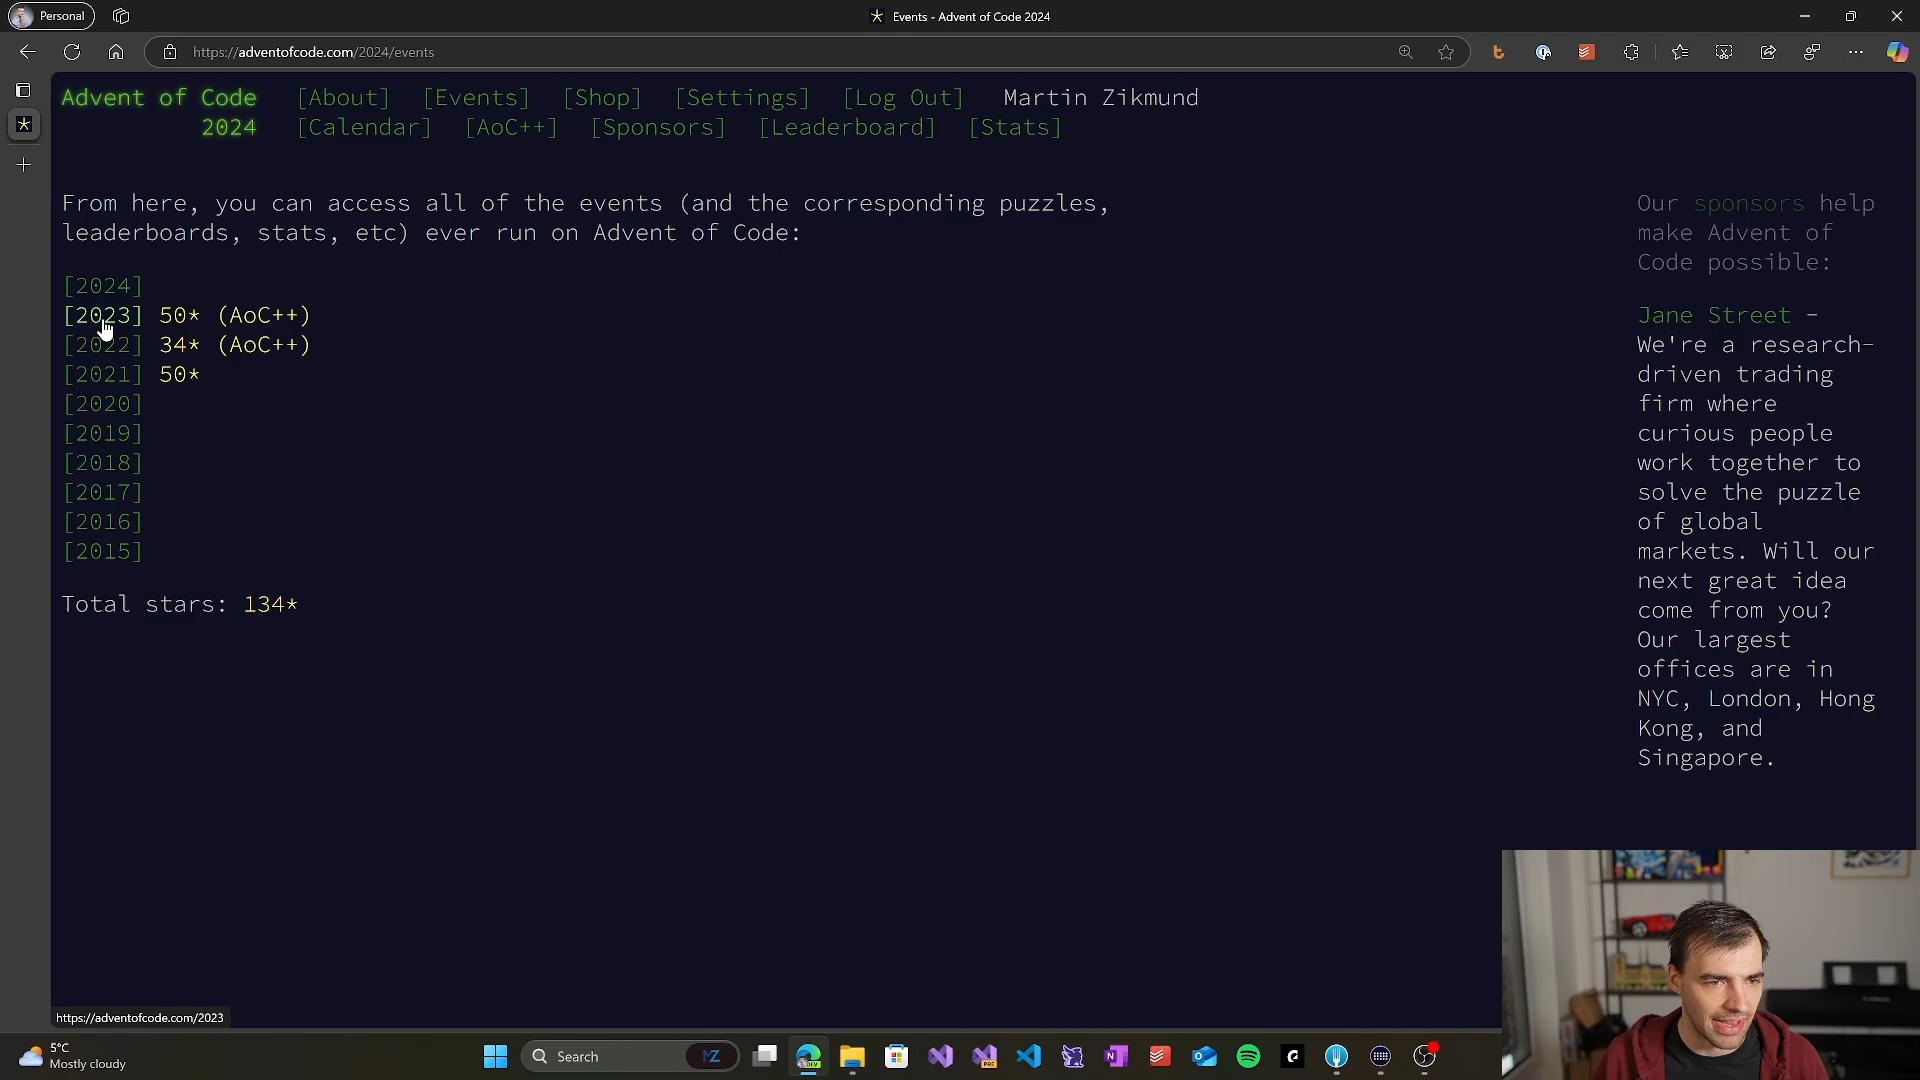 Personal
Events - Advent of Code 2024
https://adventofcode.com/2024/events
Advent of Code [About] [Events] [Shop] [Settings] [Log Out] Martin Zikmund
2024 [Calendar] [AoC++] [Sponsors] [Leaderboard] [Stats]
From here, you can access all of the events (and the corresponding puzzles,
leaderboards, stats, etc) ever run on Advent of Code:
[2024]
[2023] 50* (AoC++)
[2022] 34* (AoC++)
[2021] 50*
[2020]
[2019]
[2018]
[2017]
[2016]
[2015]
Total stars: 134*
Our sponsors help
make Advent of
Code possible:
Jane Street -
We're a research-
driven trading
firm where
curious people
work together to
solve the puzzle
of global
markets. Will our
next great idea
come from you?
Our largest
offices are in
NYC, London, Hong
Kong, and
Singapore.
https://adventofcode.com/2023
5°C
Mostly cloudy
Search
MZ
DEV
PRE